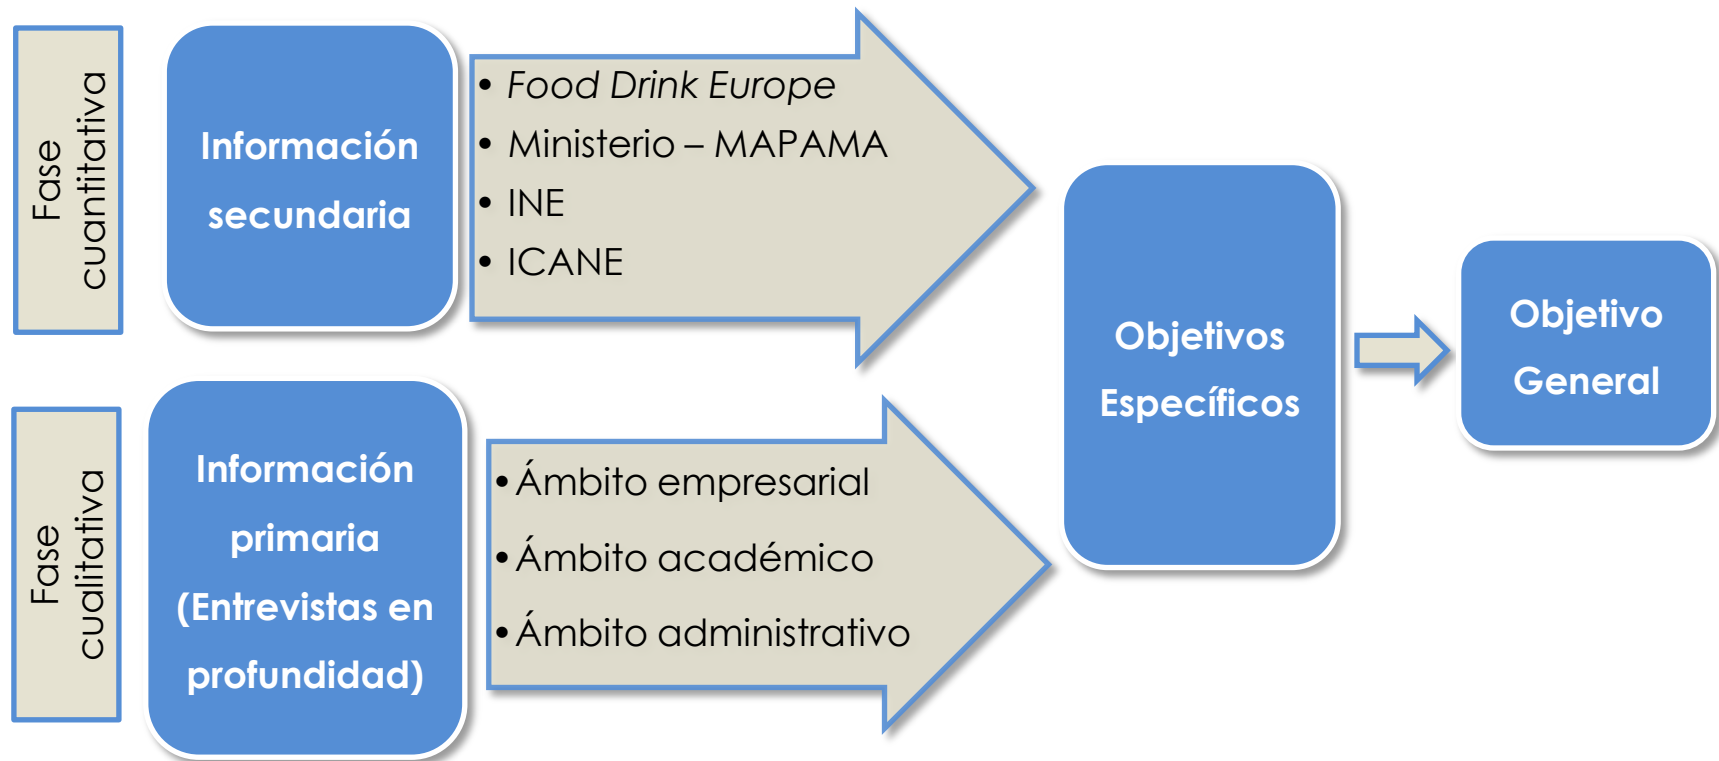 Fase
cuantitativa
Información
secundaria
• Food Drink Europe
• Ministerio – MAPAMA
• INE
• ICANE
Fase
cualitativa
Información
primaria
(Entrevistas en
profundidad)
• Ámbito empresarial
• Ámbito académico
• Ámbito administrativo
Objetivos
Específicos
Objetivo
General